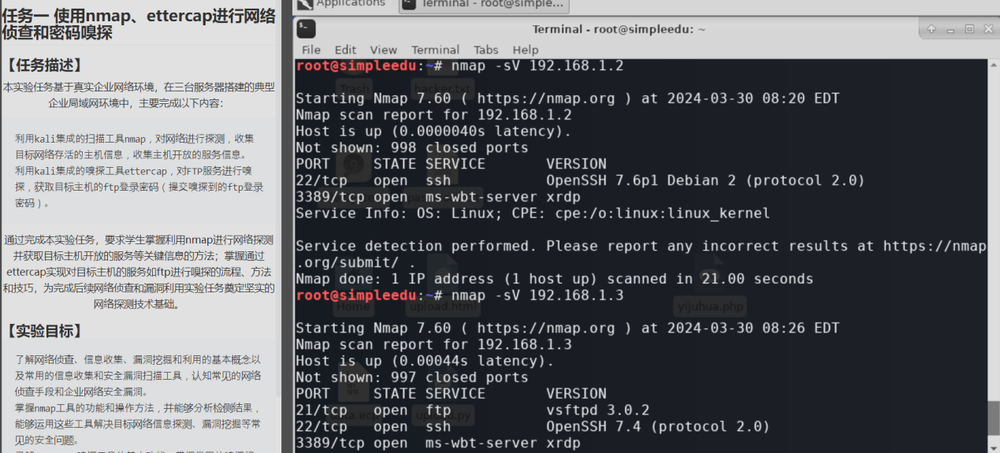 任务一 使用nmap、ettercap进行网络
侦查和密码嗅探
【任务描述】
本实验任务基于真实企业网络环境，在三台服务器搭建的典型
企业局域网环境中，主要完成以下内容：
利用kali集成的扫描工具nmap，对网络进行探测，收集
目标网络存活的主机信息，收集主机开放的服务信息。
利用kali集成的嗅探工具ettercap，对FTP服务进行嗅
探，获取目标主机的ftp登录密码（提交嗅探到的ftp登录
密码）。
通过完成本实验任务，要求学生掌握利用nmap进行网络探测
并获取目标主机开放的服务等关键信息的方法；掌握通过
ettercap实现对目标主机的服务如ftp进行嗅探的流程、方法
和技巧，为完成后续网络侦查和漏洞利用实验任务奠定坚实的
网络探测技术基础。
【实验目标】
了解网络侦查、信息收集、漏洞挖掘和利用的基本概念以
及常用的信息收集和安全漏洞扫描工具，认知常见的网络
侦查手段和企业网络安全漏洞。
掌握nmap工具的功能和操作方法，并能够分析检测结果，
能够运用这些工具解决目标网络信息探测、漏洞挖掘等常
见的安全问题。
Applications
Terminal - root@simple...
Terminal - root@simpleedu: ~
File Edit View Terminal Tabs Help
root@simpleedu:~# nmap -sV 192.168.1.2
Trash
hacker.txt
Starting Nmap 7.60 ( https://nmap.org ) at 2024-03-30 08:20 EDT
Nmap scan report for 192.168.1.2
Host is up (0.0000040s latency).
Not shown: 998 closed ports
PORT STATE SERVICE VERSION
22/tcp open ssh OpenSSH 7.6p1 Debian 2 (protocol 2.0)
3389/tcp open ms-wbt-server xrdp
Service Info: OS: Linux; CPE: cpe:/o:linux:linux_kernel
Service detection performed. Please report any incorrect results at https://nmap
.org/submit/ .
Nmap done: 1 IP address (1 host up) scanned in 21.00 seconds
root@simpleedu:~# nmap -sV 192.168.1.3
Home
upload.html
yijuhua.php
Starting Nmap 7.60 ( https://nmap.org ) at 2024-03-30 08:26 EDT
Nmap scan report for 192.168.1.3
Host is up (0.00044s latency).
Not shown: 997 closed ports
PORT STATE SERVICE VERSION
21/tcp open ftp vsftpd 3.0.2
22/tcp open ssh OpenSSH 7.4 (protocol 2.0)
3389/tcp open ms-wbt-server xrdp